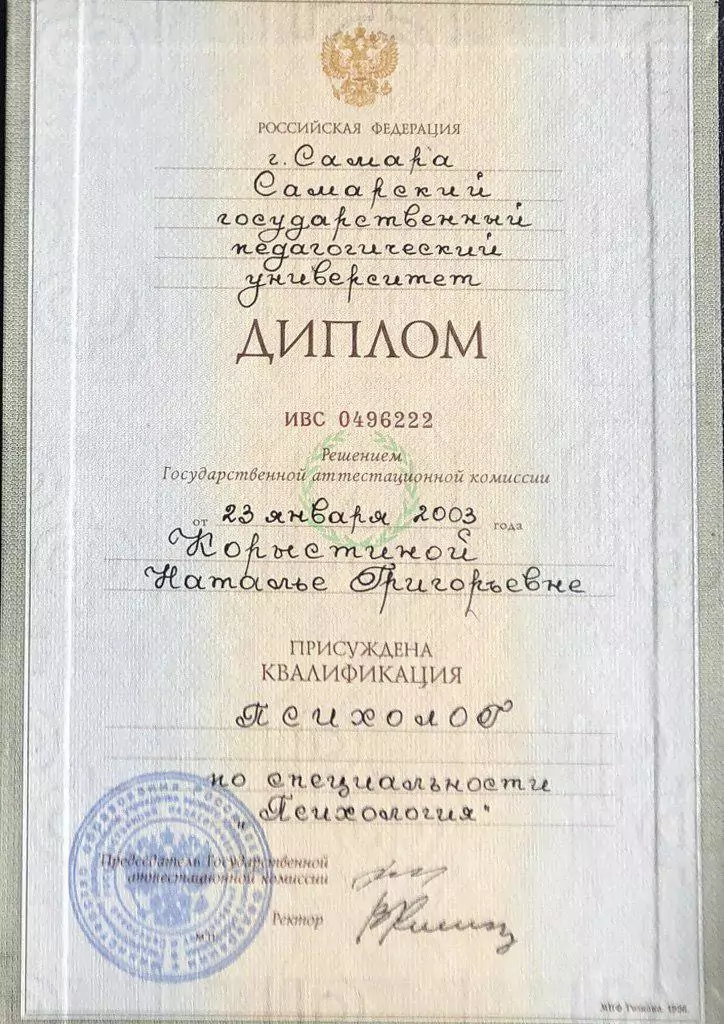 РОССИЙСКАЯ ФЕДЕРАЦИЯ
г. Самара
Самарский
государственный
педагогический
университет
ДИПЛОМ
ИВС 0496222
Решением
Государственной аттестационной комиссии
от 23 января 2003 года
Корыстиной
Наталье Григорьевне
ПРИСУЖДЕНА
КВАЛИФИКАЦИЯ
Психолог
по специальности
„Психология"
Председатель Государственной
аттестационной комиссии
Ректор
М.П.